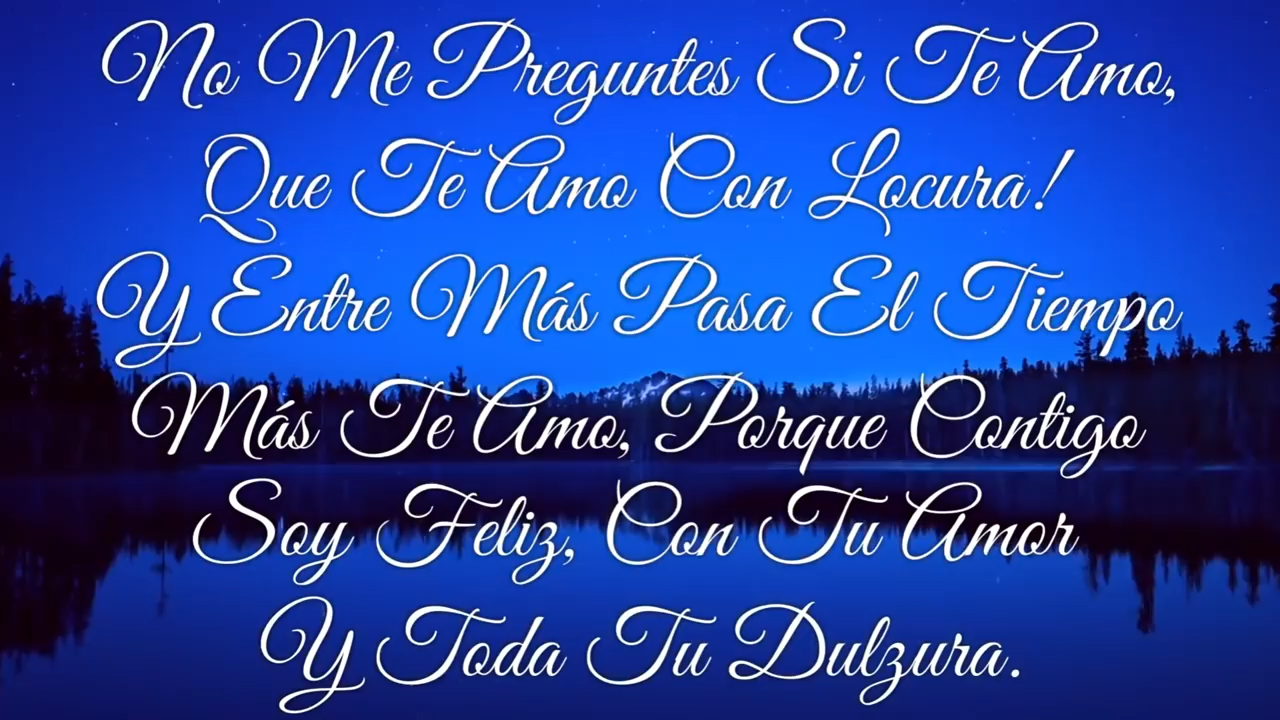 No Me Preguntes Si Te Amo,
Que Te Amo Con Locura!
Y Entre Más Pasa El Tiempo
Más Te Amo, Porque Contigo
Soy Feliz, Con Tu Amor
Y Toda Tu Dulzura.